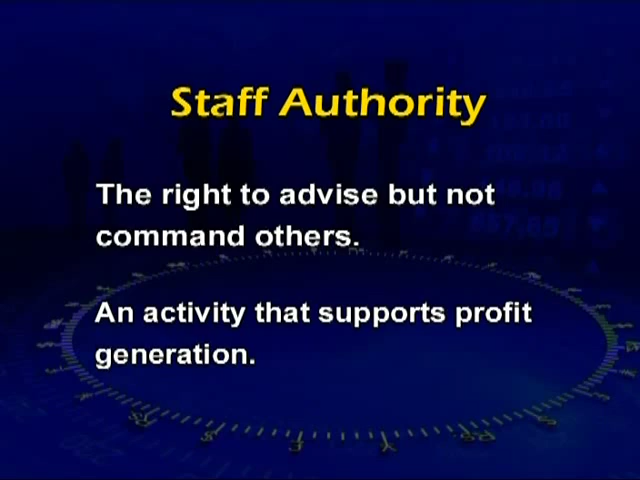 Staff Authority
The right to advise but not
command others.
An activity that supports profit
generation.